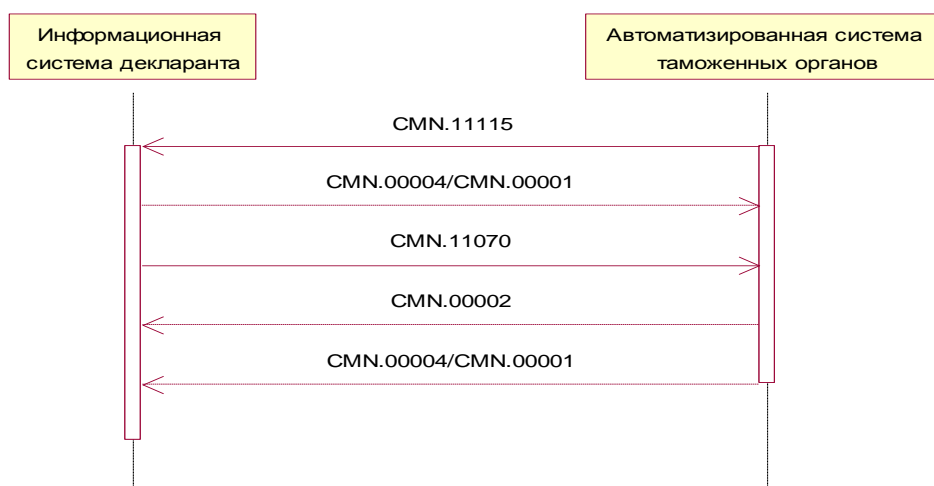 Информационная
система декларанта
Автоматизированная система
таможенных органов
CMN.11115
CMN.00004/CMN.00001
CMN.11070
CMN.00002
CMN.00004/CMN.00001